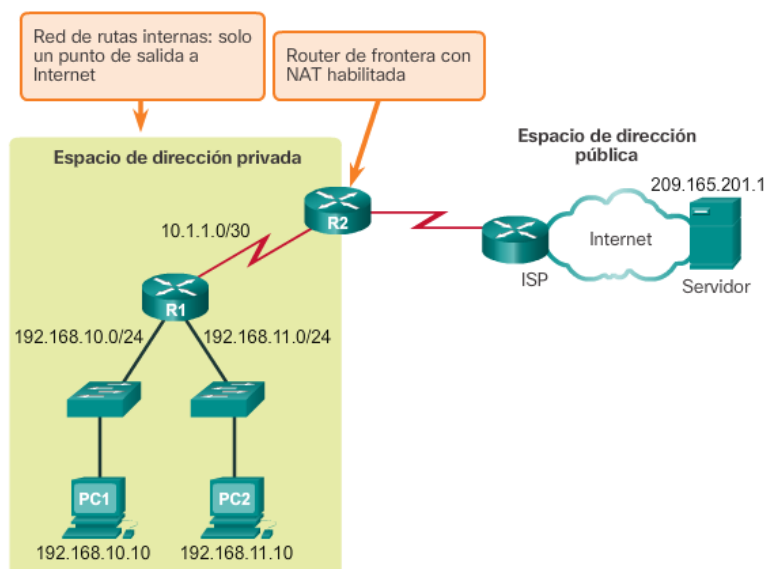 Red de rutas internas: solo
un punto de salida a
Internet
Router de frontera con
NAT habilitada
Espacio de dirección privada
Espacio de dirección
pública
209.165.201.1
R2
10.1.1.0/30
Internet
ISP
Servidor
R1
192.168.10.0/24
192.168.11.0/24
PC1
PC2
192.168.10.10
192.168.11.10